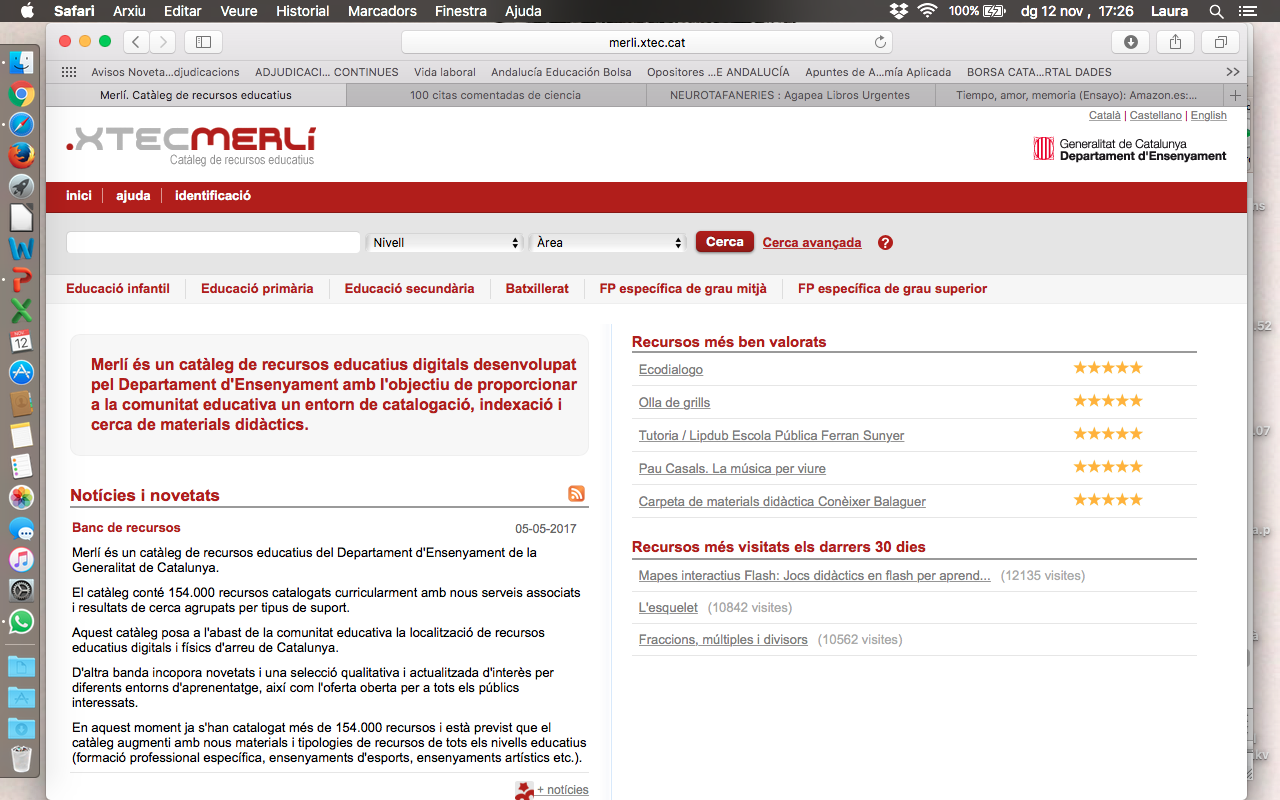 Safari Arxiu Editar Veure Historial Marcadors Finestra Ajuda 100% dg 12 nov , 17:26 Laura
merli.xtec.cat
Avisos Noveta...djudicacions ADJUDICACI... CONTINUES Vida laboral Andalucía Educación Bolsa Opositores ...E ANDALUCÍA Apuntes de A...mía Aplicada BORSA CATA...RTAL DADES >>
Merlí. Catàleg de recursos educatius 100 citas comentadas de ciencia NEUROTAFANERIES : Agapea Libros Urgentes Tiempo, amor, memoria (Ensayo): Amazon.es:... +
Català | Castellano | English
.XTECMERLÍ
Catàleg de recursos educatius
Generalitat de Catalunya
Departament d'Ensenyament
inici ajuda identificació
Nivell Àrea Cerca Cerca avançada ?
Educació infantil Educació primària Educació secundària Batxillerat FP específica de grau mitjà FP específica de grau superior
Merlí és un catàleg de recursos educatius digitals desenvolupat
pel Departament d'Ensenyament amb l'objectiu de proporcionar
a la comunitat educativa un entorn de catalogació, indexació i
cerca de materials didàctics.
Notícies i novetats
Banc de recursos 05-05-2017
Merlí és un catàleg de recursos educatius del Departament d'Ensenyament de la
Generalitat de Catalunya.
El catàleg conté 154.000 recursos catalogats curricularment amb nous serveis associats
i resultats de cerca agrupats per tipus de suport.
Aquest catàleg posa a l'abast de la comunitat educativa la localització de recursos
educatius digitals i físics d'arreu de Catalunya.
D'altra banda incopora novetats i una selecció qualitativa i actualitzada d'interès per
diferents entorns d'aprenentatge, així com l'oferta oberta per a tots els públics
interessats.
En aquest moment ja s'han catalogat més de 154.000 recursos i està previst que el
catàleg augmenti amb nous materials i tipologies de recursos de tots els nivells educatius
(formació professional específica, ensenyaments d'esports, ensenyaments artístics etc.).
+ notícies
Recursos més ben valorats
Ecodialogo
Olla de grills
Tutoria / Lipdub Escola Pública Ferran Sunyer
Pau Casals. La música per viure
Carpeta de materials didàctica Conèixer Balaguer
Recursos més visitats els darrers 30 dies
Mapes interactius Flash: Jocs didàctics en flash per aprend... (12135 visites)
L'esquelet (10842 visites)
Fraccions, múltiples i divisors (10562 visites)
NOV
12